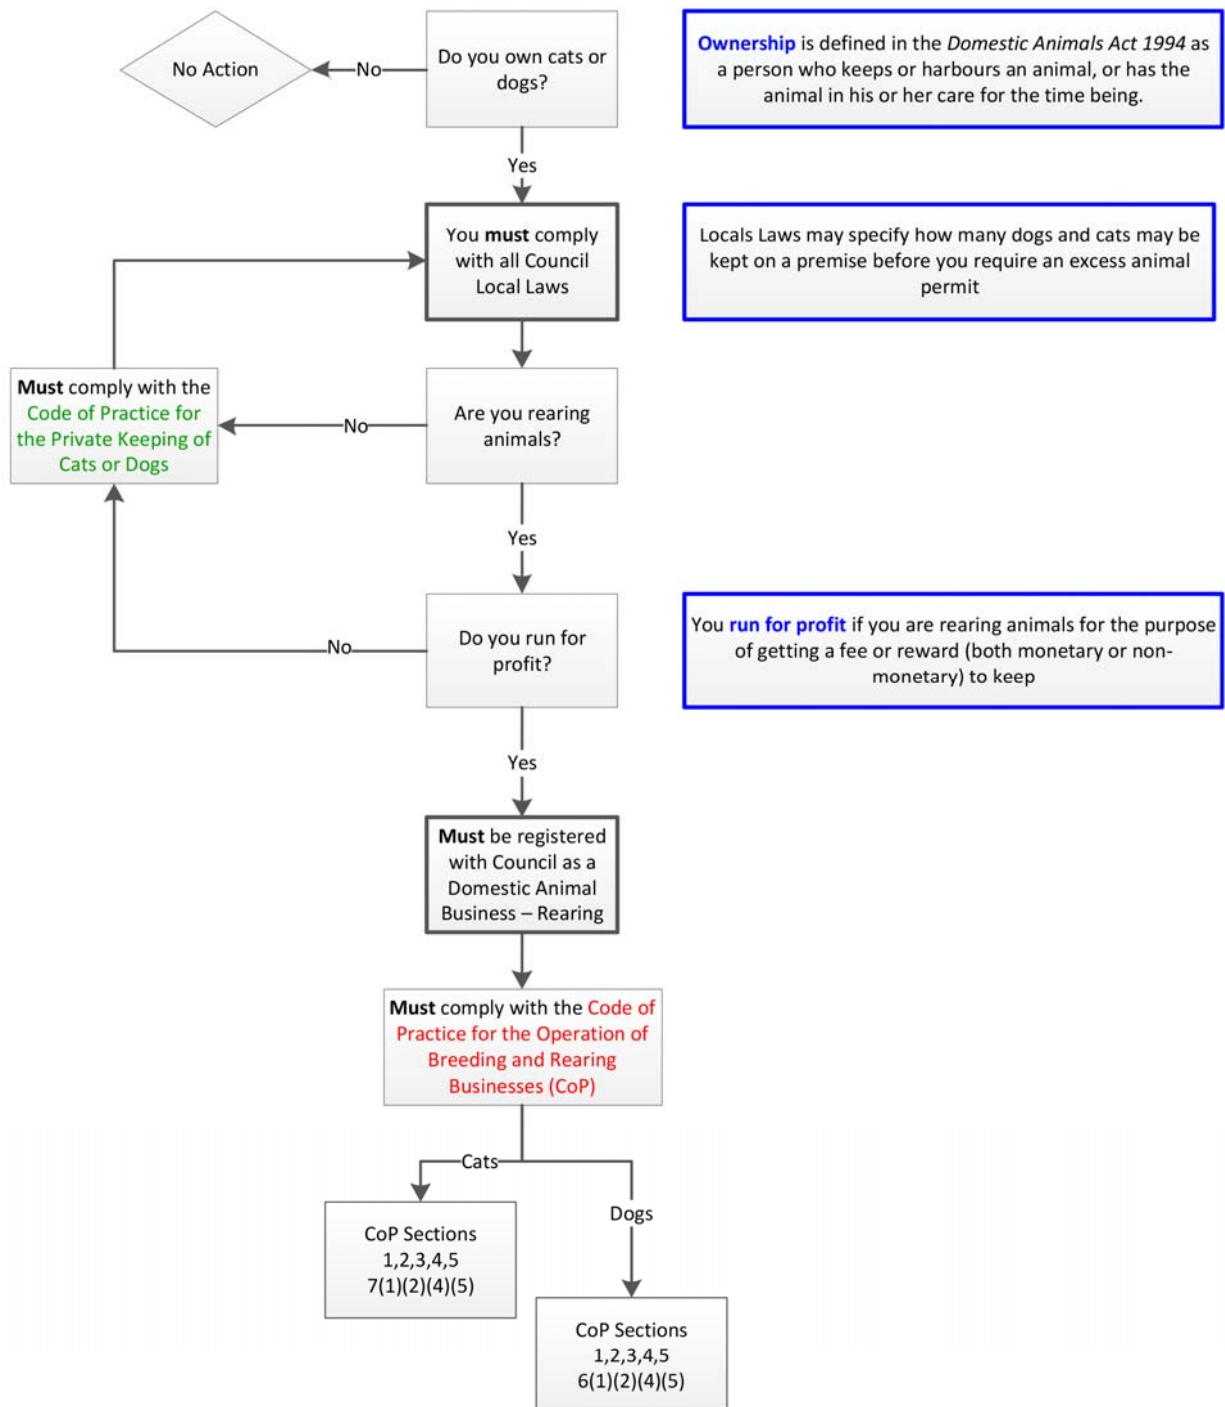 No Action
No
Do you own cats or
dogs?
Ownership is defined in the Domestic Animals Act 1994 as
a person who keeps or harbours an animal, or has the
animal in his or her care for the time being.
Yes
You must comply
with all Council
Local Laws
Locals Laws may specify how many dogs and cats may be
kept on a premise before you require an excess animal
permit
Must comply with the
Code of Practice for
the Private Keeping of
Cats or Dogs
No
Are you rearing
animals?
Yes
No
Do you run for
profit?
You run for profit if you are rearing animals for the purpose
of getting a fee or reward (both monetary or non-
monetary) to keep
Yes
Must be registered
with Council as a
Domestic Animal
Business – Rearing
Must comply with the Code of
Practice for the Operation of
Breeding and Rearing
Businesses (CoP)
Cats
Dogs
CoP Sections
1,2,3,4,5
7(1)(2)(4)(5)
CoP Sections
1,2,3,4,5
6(1)(2)(4)(5)